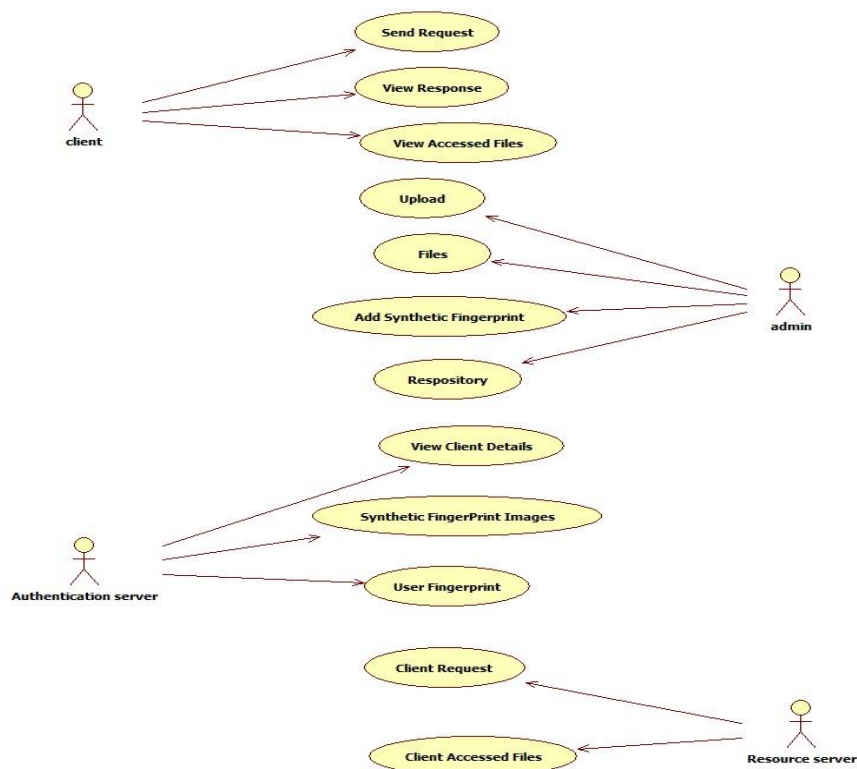 Send Request
View Response
client
View Accessed Files
Upload
Files
Add Synthetic Fingerprint
admin
Respository
View Client Details
Synthetic FingerPrint Images
User Fingerprint
Authentication server
Client Request
Client Accessed Files
Resource server